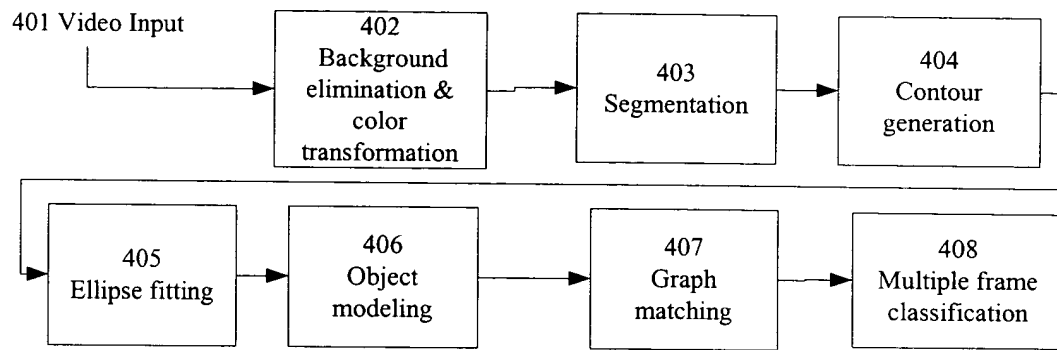 401 Video Input
402
Background
elimination &
color
transformation
403
Segmentation
404
Contour
generation
405
Ellipse fitting
406
Object
modeling
407
Graph
matching
408
Multiple frame
classification